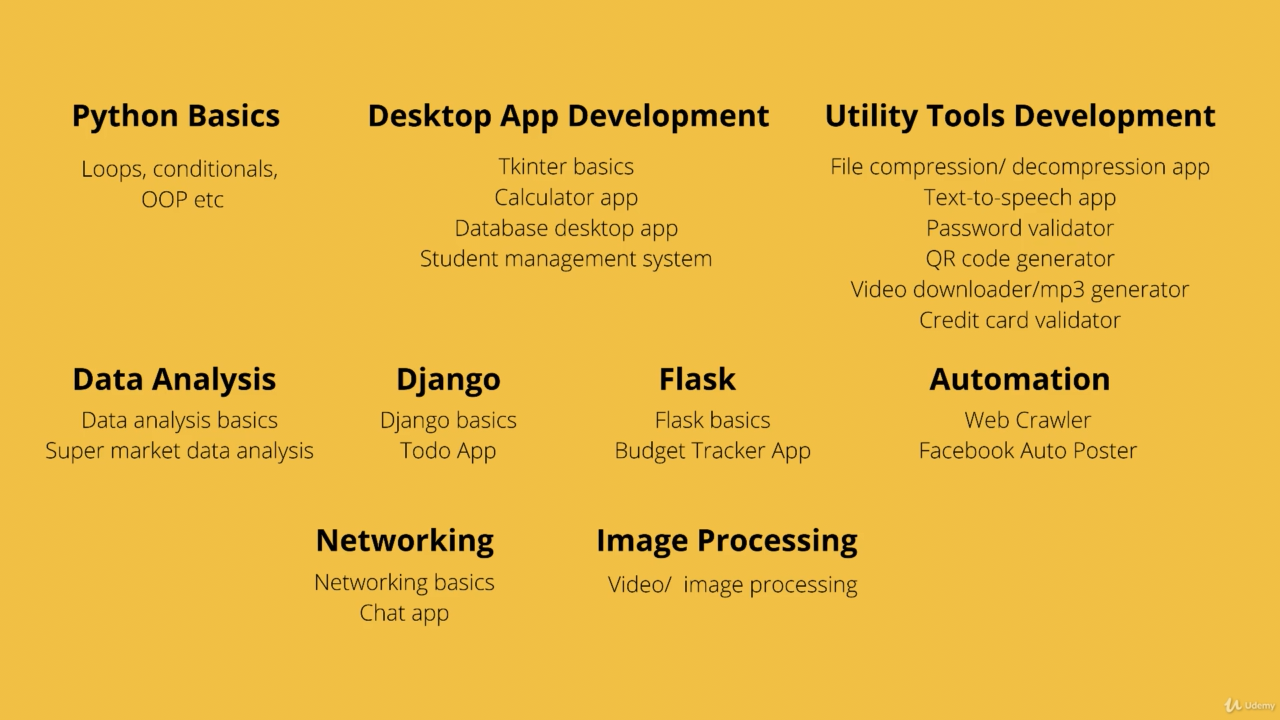 Python Basics
Loops, conditionals,
OOP etc
Desktop App Development
Tkinter basics
Calculator app
Database desktop app
Student management system
Utility Tools Development
File compression/ decompression app
Text-to-speech app
Password validator
QR code generator
Video downloader/mp3 generator
Credit card validator
Data Analysis
Data analysis basics
Super market data analysis
Django
Django basics
Todo App
Flask
Flask basics
Budget Tracker App
Automation
Web Crawler
Facebook Auto Poster
Networking
Networking basics
Chat app
Image Processing
Video/  image processing
Udemy